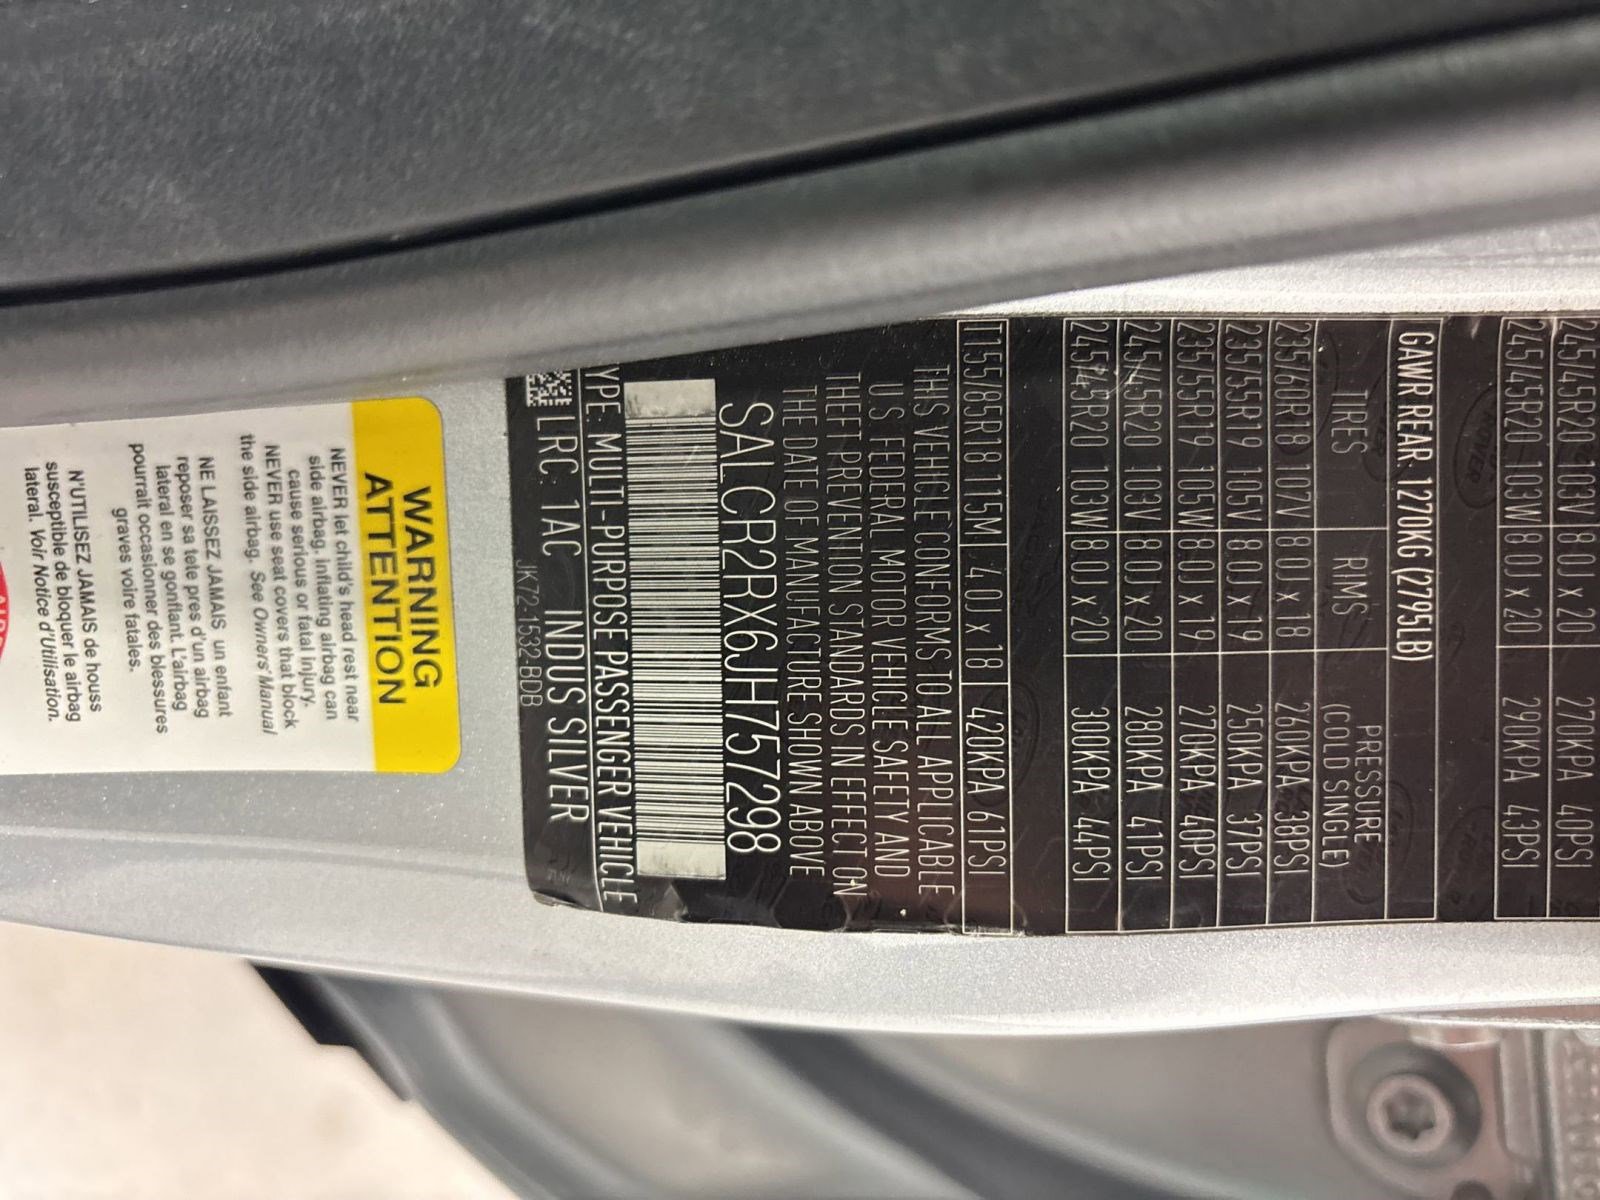 245/45R20 103V 8.0J x 20 270KPA 40PSI
245/45R20 103W 8.0J x 20 290KPA 43PSI
GAWR REAR 1270KG (2795LB)
TIRES RIMS PRESSURE
(COLD SINGLE)
235/60R18 107V 8.0J x 18 260KPA 38PSI
235/55R19 105V 8.0J x 19 250KPA 37PSI
235/55R19 105W 8.0J x 19 270KPA 40PSI
245/45R20 103V 8.0J x 20 280KPA 41PSI
245/45R20 103W 8.0J x 20 300KPA 44PSI
T155/85R18 115M 4.0J x 18 420KPA 61PSI
THIS VEHICLE CONFORMS TO ALL APPLICABLE
U.S. FEDERAL MOTOR VEHICLE SAFETY AND
THEFT PREVENTION STANDARDS IN EFFECT ON
THE DATE OF MANUFACTURE SHOWN ABOVE
SALCR2RX6JH757298
TYPE: MULTI-PURPOSE PASSENGER VEHICLE
LRC: 1AC INDUS SILVER
JK72-1532-BDB
WARNING
ATTENTION
NEVER let child's head rest near
side airbag. Inflating airbag can
cause serious or fatal injury.
NEVER use seat covers that block
the side airbag. See Owners' Manual
NE LAISSEZ JAMAIS un enfant
reposer sa tete pres d'un airbag
lateral en se gonflant. L'airbag
pourrait occasionner des blessures
graves voire fatales.
N'UTILISEZ JAMAIS de houss
susceptible de bloquer le airbag
lateral. Voir Notice d'Utilisation.